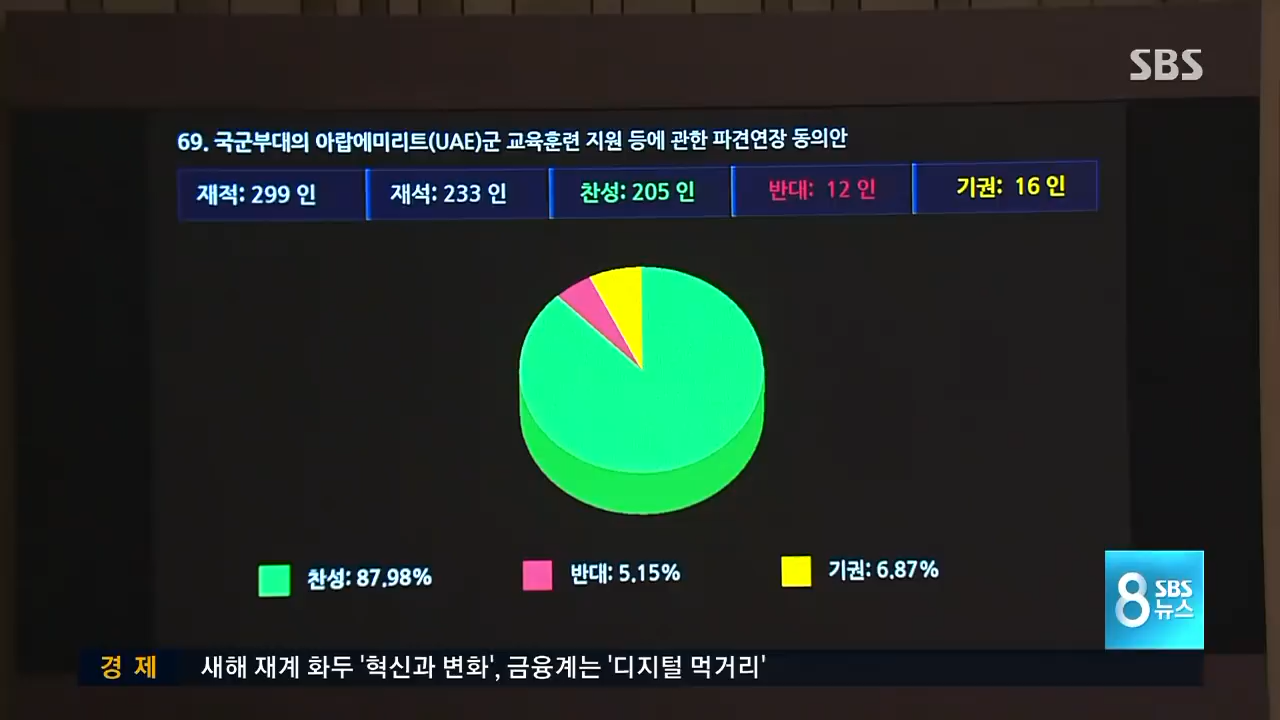 SBS
69. 국군부대의 아랍에미리트(UAE)군 교육훈련 지원 등에 관한 파견연장 동의안
재적: 299 인 재석: 233 인 찬성: 205 인 반대: 12 인 기권: 16 인
찬성: 87.98% 반대: 5.15% 기권: 6.87%
8 SBS 뉴스
경제 새해 재계 화두 '혁신과 변화', 금융계는 '디지털 먹거리'